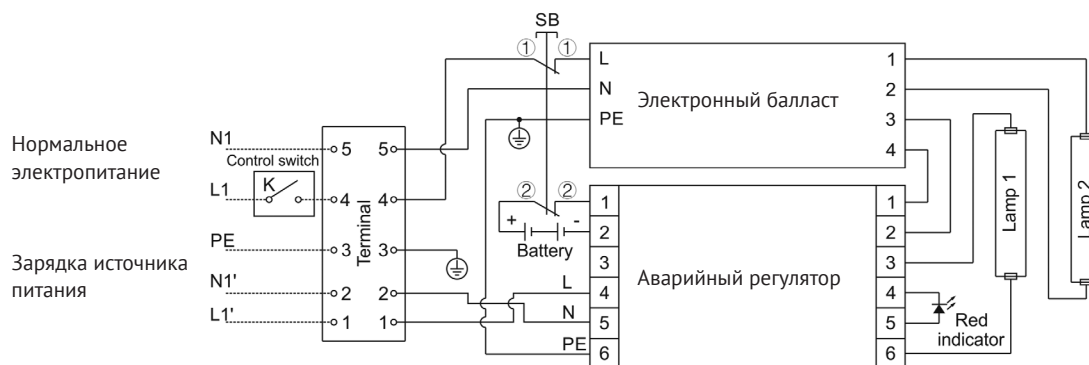 SB
① ①
L
N
PE
Электронный балласт
1
2
3
4
Нормальное
электропитание
Зарядка источника
питания
N1
Control switch
K
L1
PE
N1'
L1'
5 5
4 4
3 3
2 2
1 1
Terminal
② ②
+ -
Battery
L
N
PE
1
2
3
4
5
6
Аварийный регулятор
1
2
3
4
5
6
Red
indicator
Lamp 1
Lamp 2